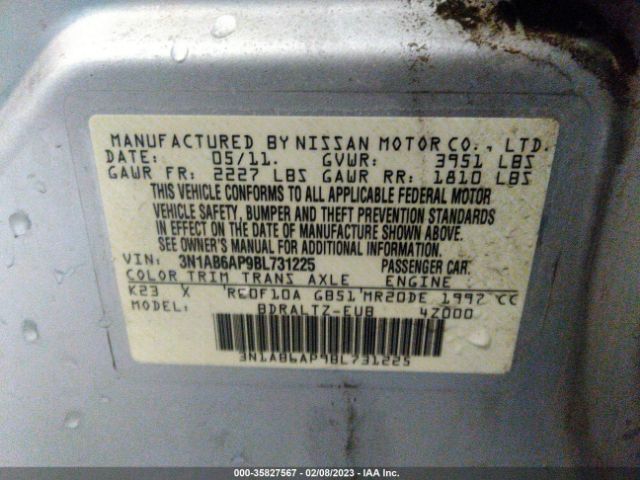 MANUFACTURED BY NISSAN MOTOR CO., LTD.
DATE: 05/11. GVWR: 3951 LBS
GAWR FR: 2227 LBS GAWR RR: 1810 LBS
THIS VEHICLE CONFORMS TO ALL APPLICABLE FEDERAL MOTOR
VEHICLE SAFETY, BUMPER AND THEFT PREVENTION STANDARDS
IN EFFECT ON THE DATE OF MANUFACTURE SHOWN ABOVE.
SEE OWNER'S MANUAL FOR ADDITIONAL INFORMATION.
VIN: 3N1AB6AP9BL731225 PASSENGER CAR.
COLOR TRIM TRANS AXLE ENGINE
K23 X RE0F10A GB51 MR20DE 1997 CC
MODEL: BDRALTZ-EUB 4Z000
3N1AB6AP9BL731225
000-35827567 — 02/08/2023 — IAA Inc.